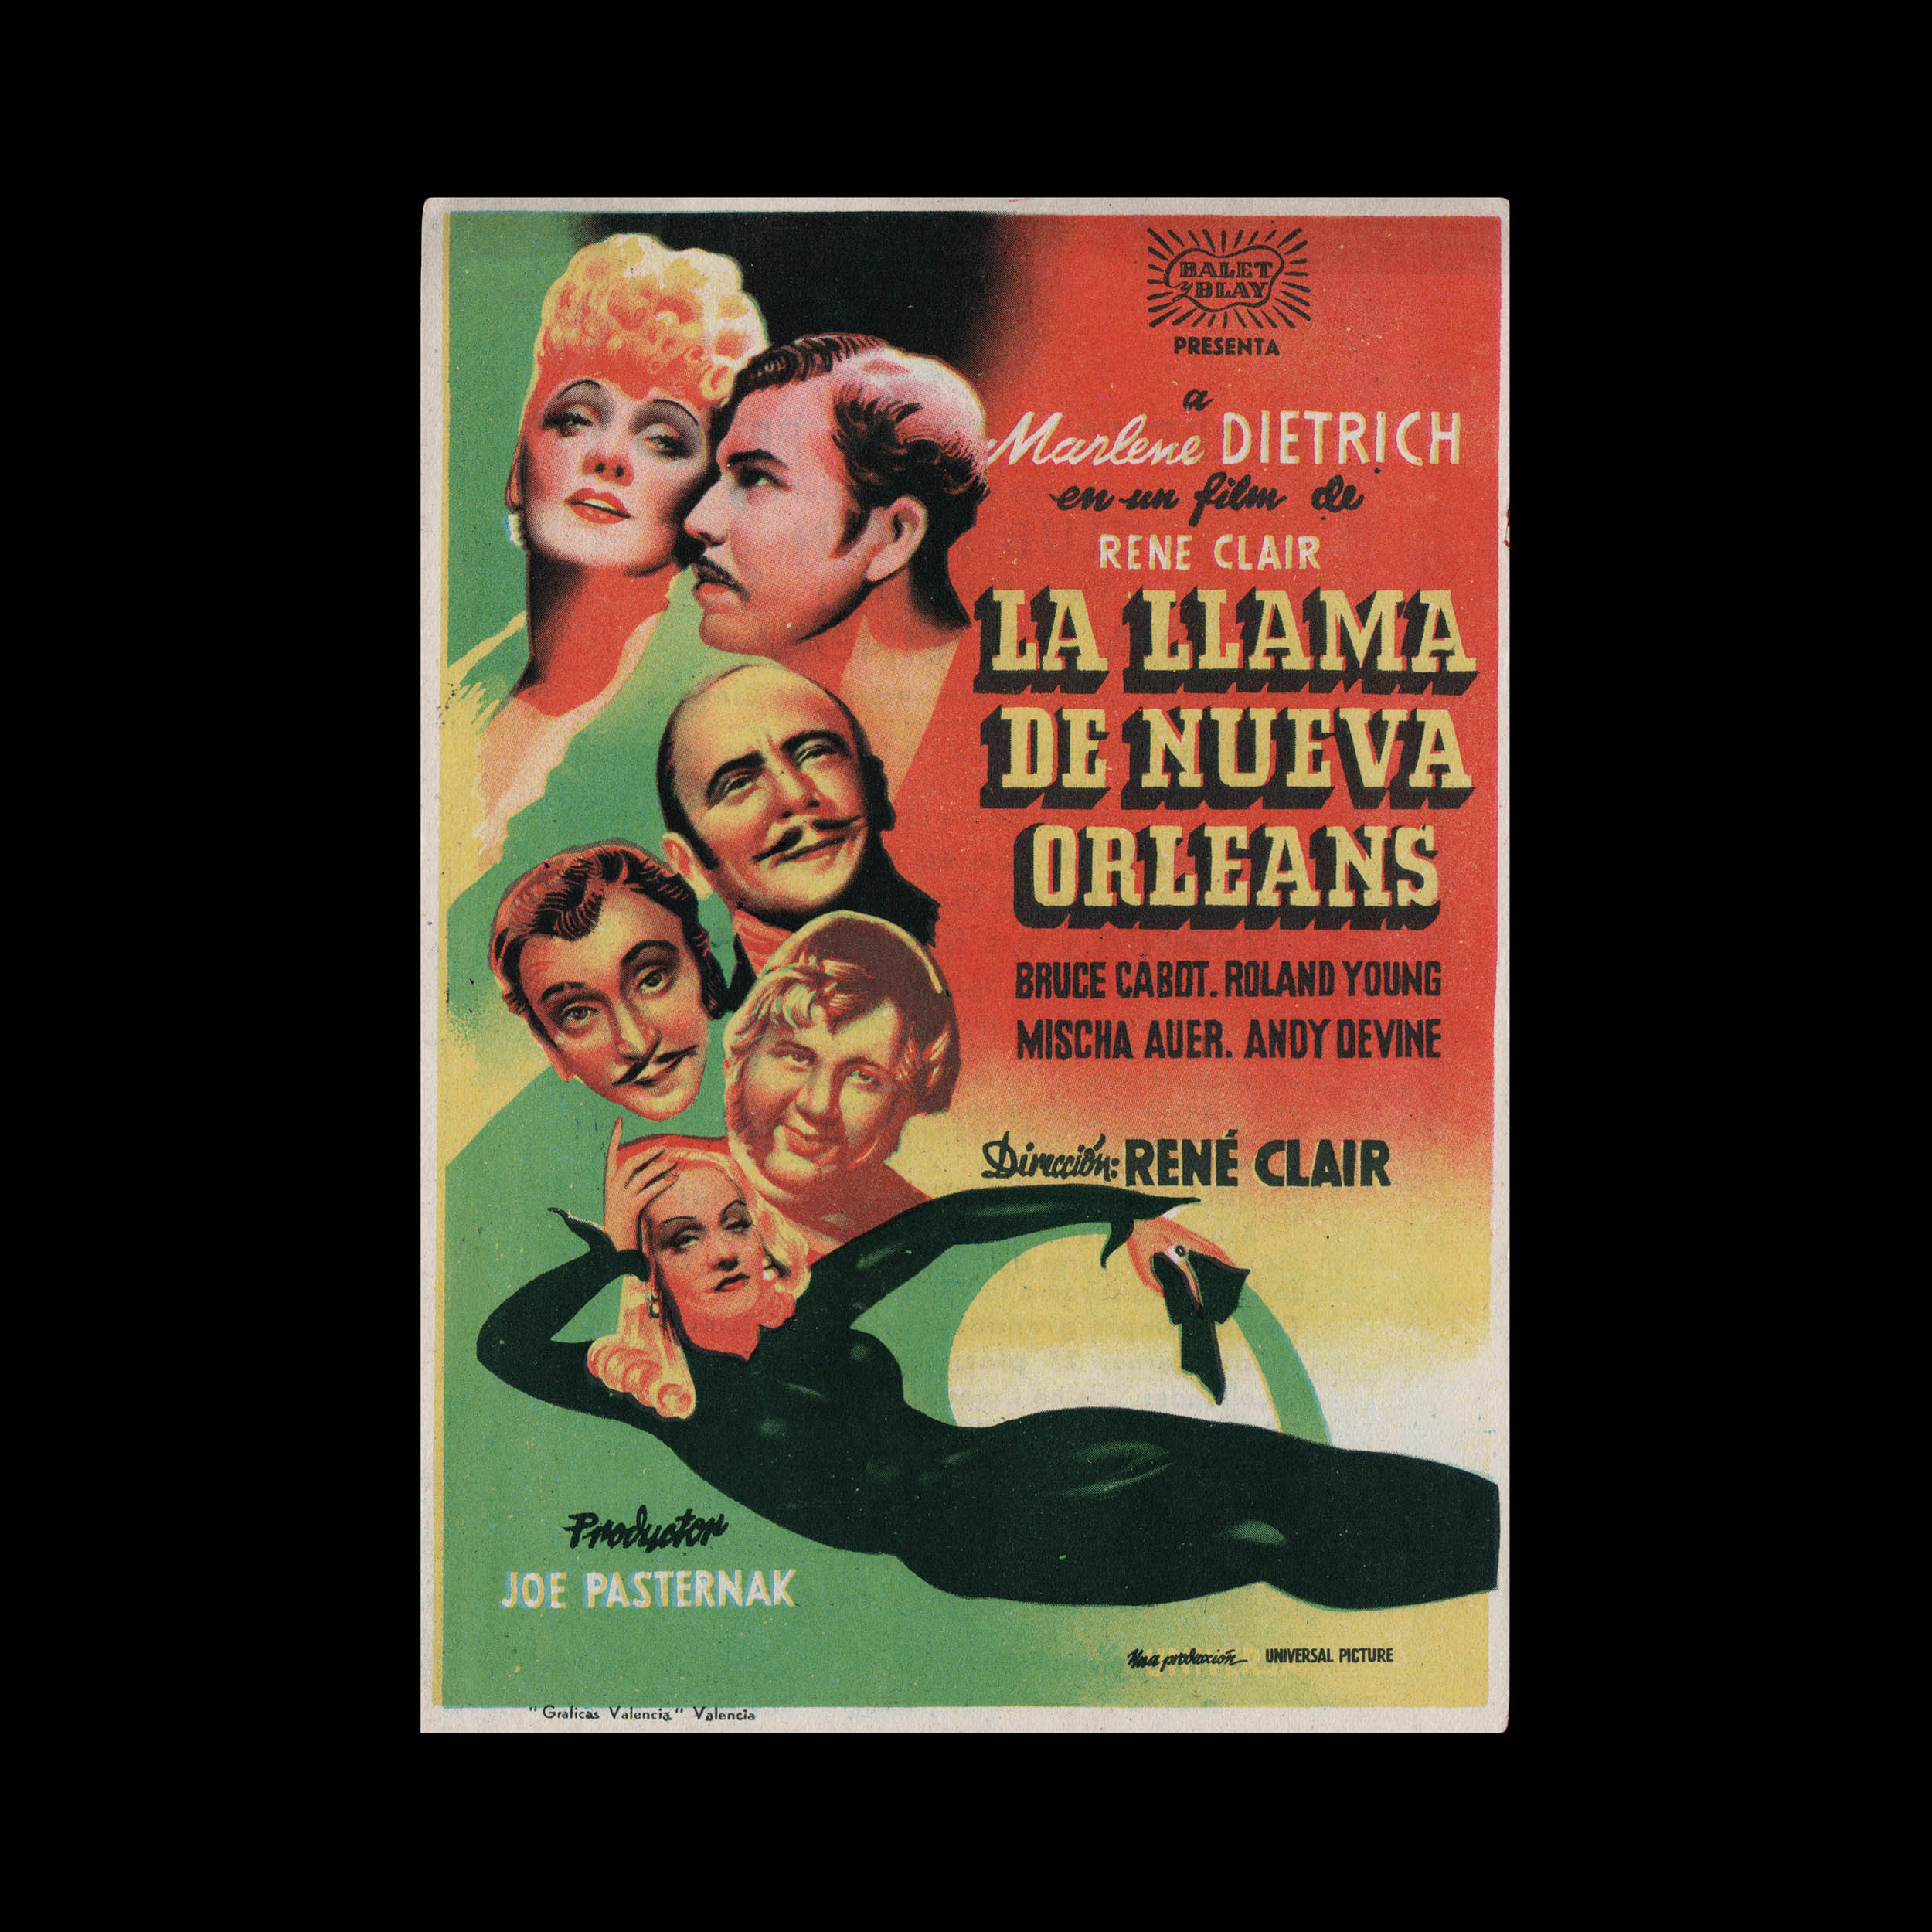 BALET
Y BLAY
PRESENTA
a
Marlene DIETRICH
en un film de
RENE CLAIR
LA LLAMA
DE NUEVA
ORLEANS
BRUCE CABOT. ROLAND YOUNG
MISCHA AUER. ANDY DEVINE
Dirección: RENÉ CLAIR
Productor
JOE PASTERNAK
Una producción UNIVERSAL PICTURE
"Graficas Valencia" Valencia